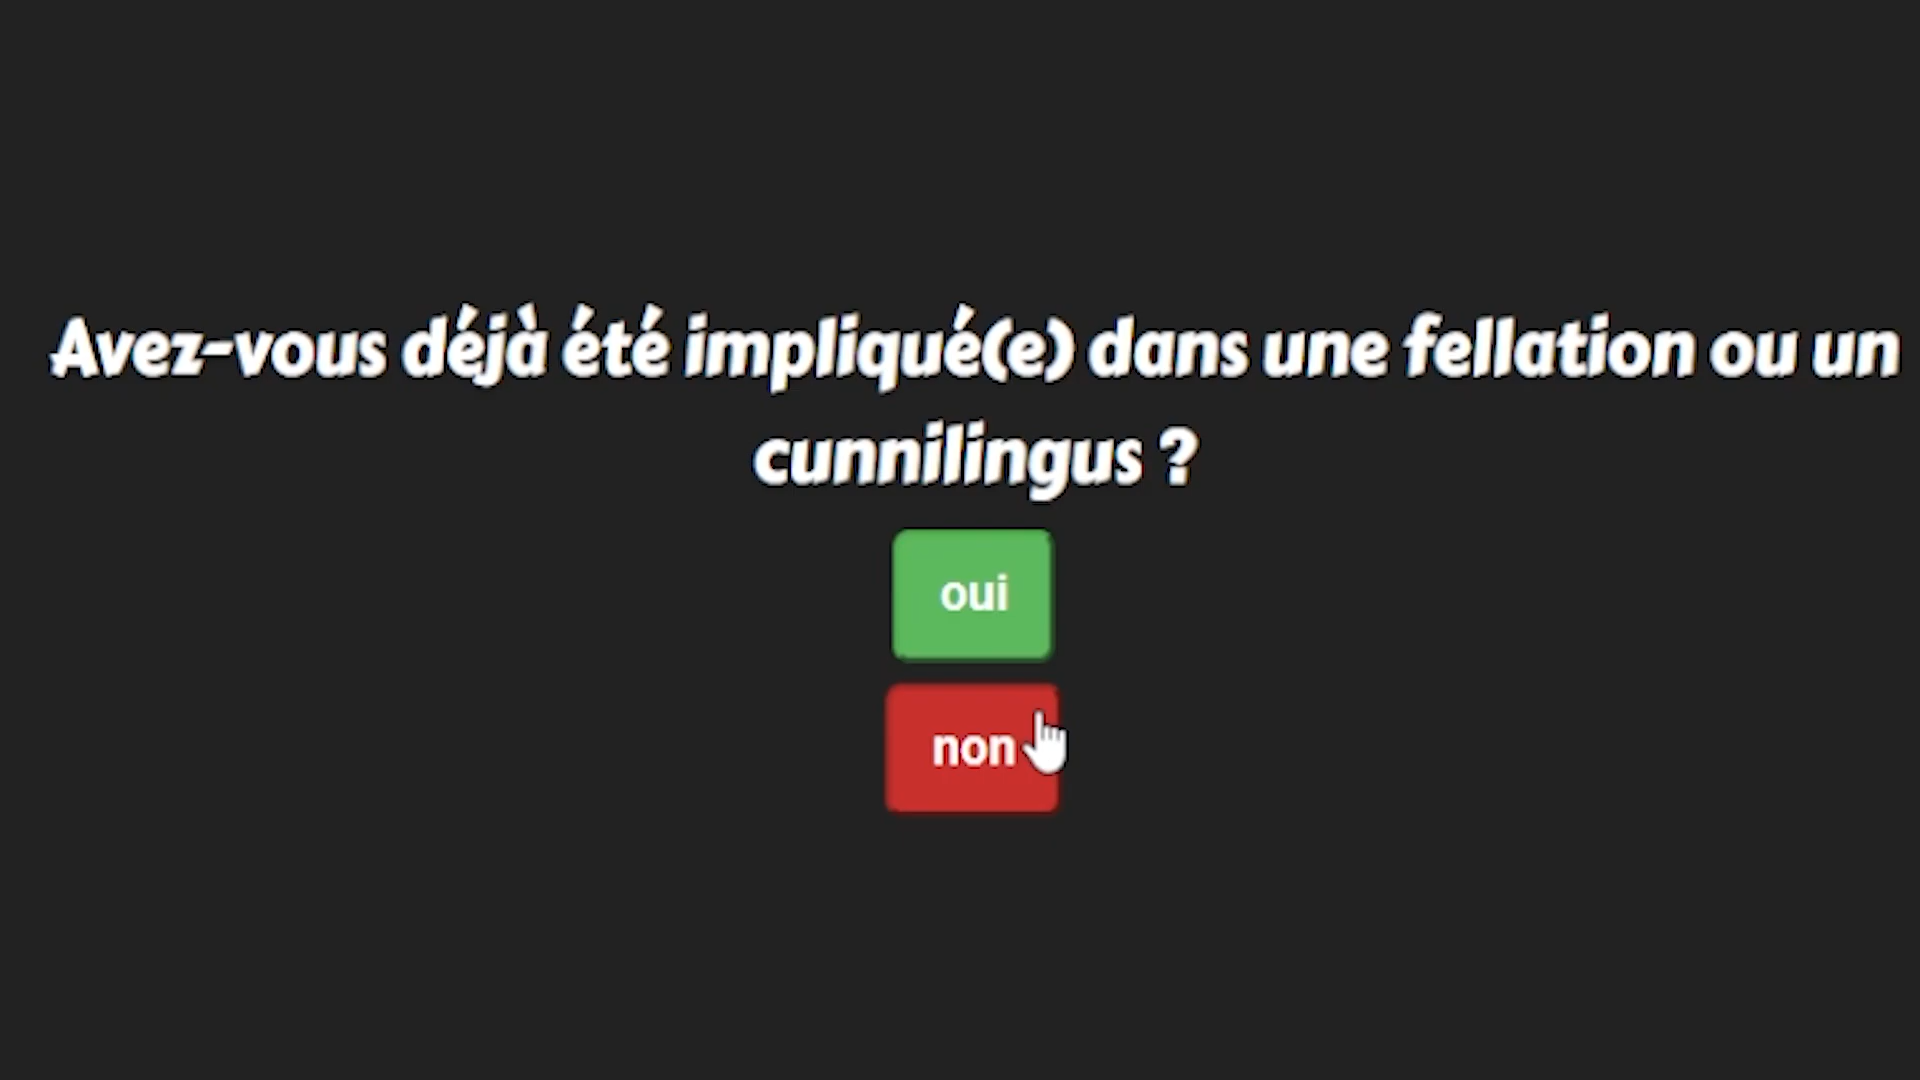 Avez-vous déjà été impliqué(e) dans une fellation ou un
cunnilingus ?
oui
non